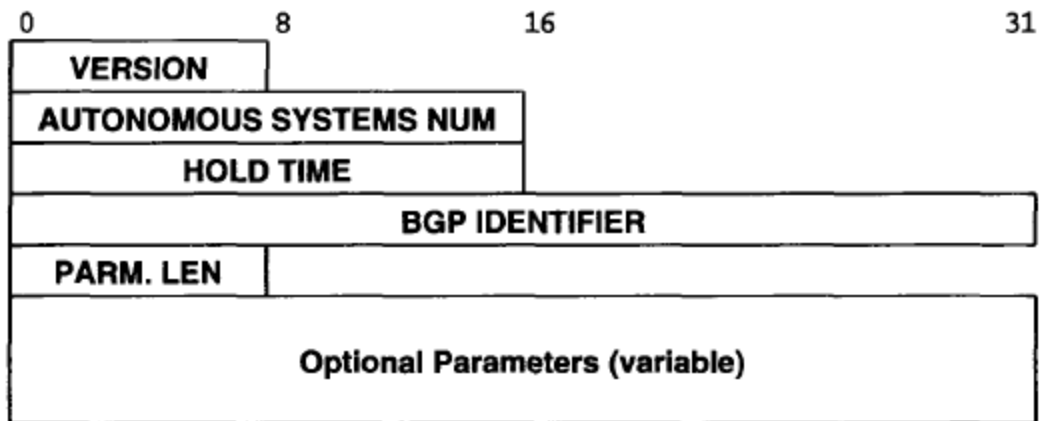 0 8 16 31
VERSION
AUTONOMOUS SYSTEMS NUM
HOLD TIME
BGP IDENTIFIER
PARM. LEN
Optional Parameters (variable)